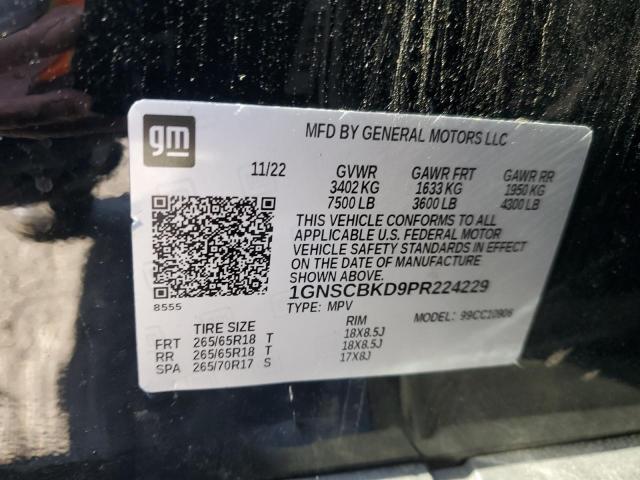 gm
MFD BY GENERAL MOTORS LLC
11/22 GVWR GAWR FRT GAWR RR
3402 KG 1633 KG 1950 KG
7500 LB 3600 LB 4300 LB
THIS VEHICLE CONFORMS TO ALL
APPLICABLE U.S. FEDERAL MOTOR
VEHICLE SAFETY STANDARDS IN EFFECT
ON THE DATE OF MANUFACTURE
SHOWN ABOVE.
1GNSCBKD9PR224229
8555
TYPE: MPV MODEL: 99CC10906
TIRE SIZE RIM
FRT 265/65R18 T 18X8.5J
RR 265/65R18 T 18X8.5J
SPA 265/70R17 S 17X8J